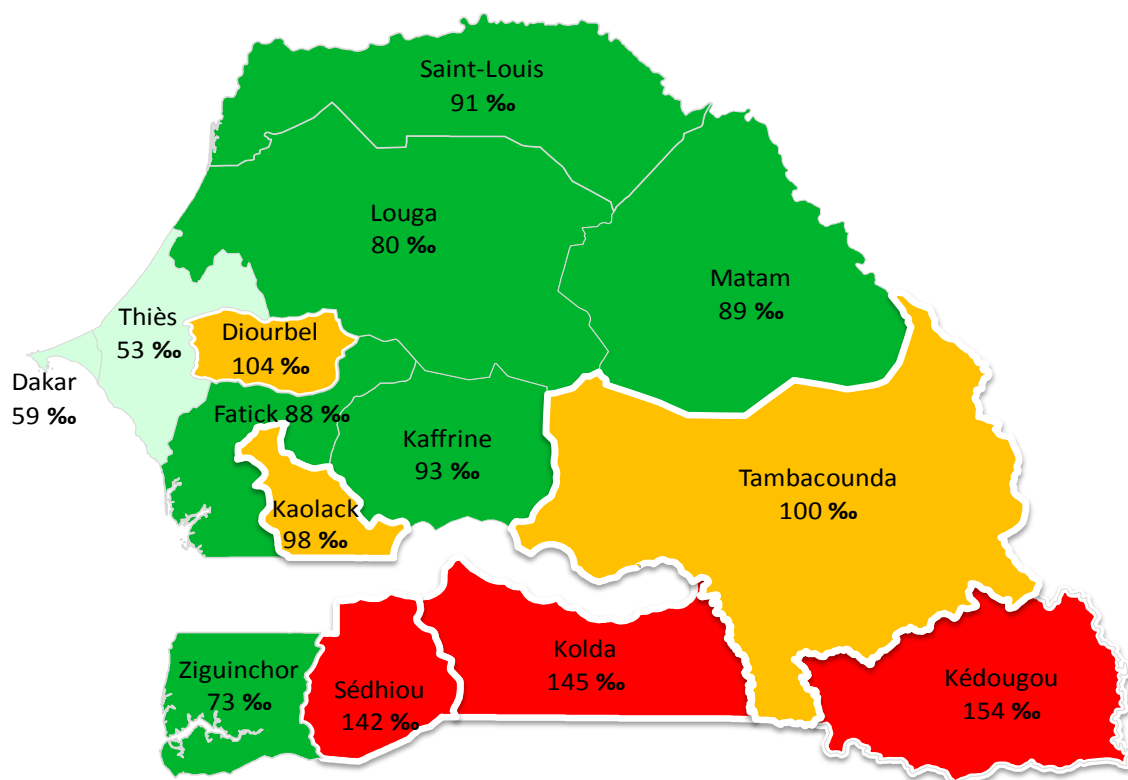 Saint-Louis
91 ‰
Louga
80 ‰
Matam
89 ‰
Thiès
53 ‰
Diourbel
104 ‰
Dakar
59 ‰
Fatick 88 ‰
Kaffrine
93 ‰
Tambacounda
100 ‰
Kaolack
98 ‰
Kolda
145 ‰
Ziguinchor
73 ‰
Sédhiou
142 ‰
Kédougou
154 ‰